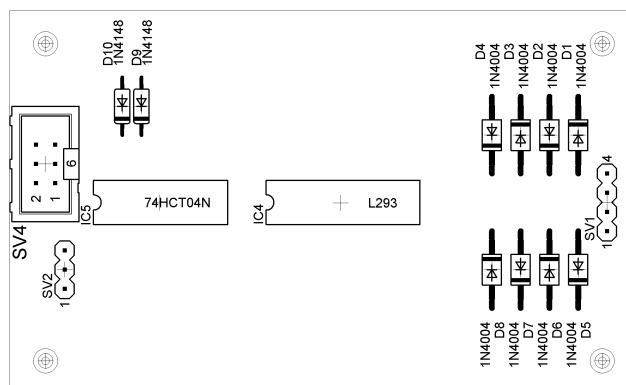 D10
1N4148
D9
1N4148
D4
1N4004
D3
1N4004
D2
1N4004
D1
1N4004
6
2
1
SV4
IC5
74HCT04N
IC4
L293
4
SV1
1
SV2
1
1N4004
D8
1N4004
D7
1N4004
D6
1N4004
D5